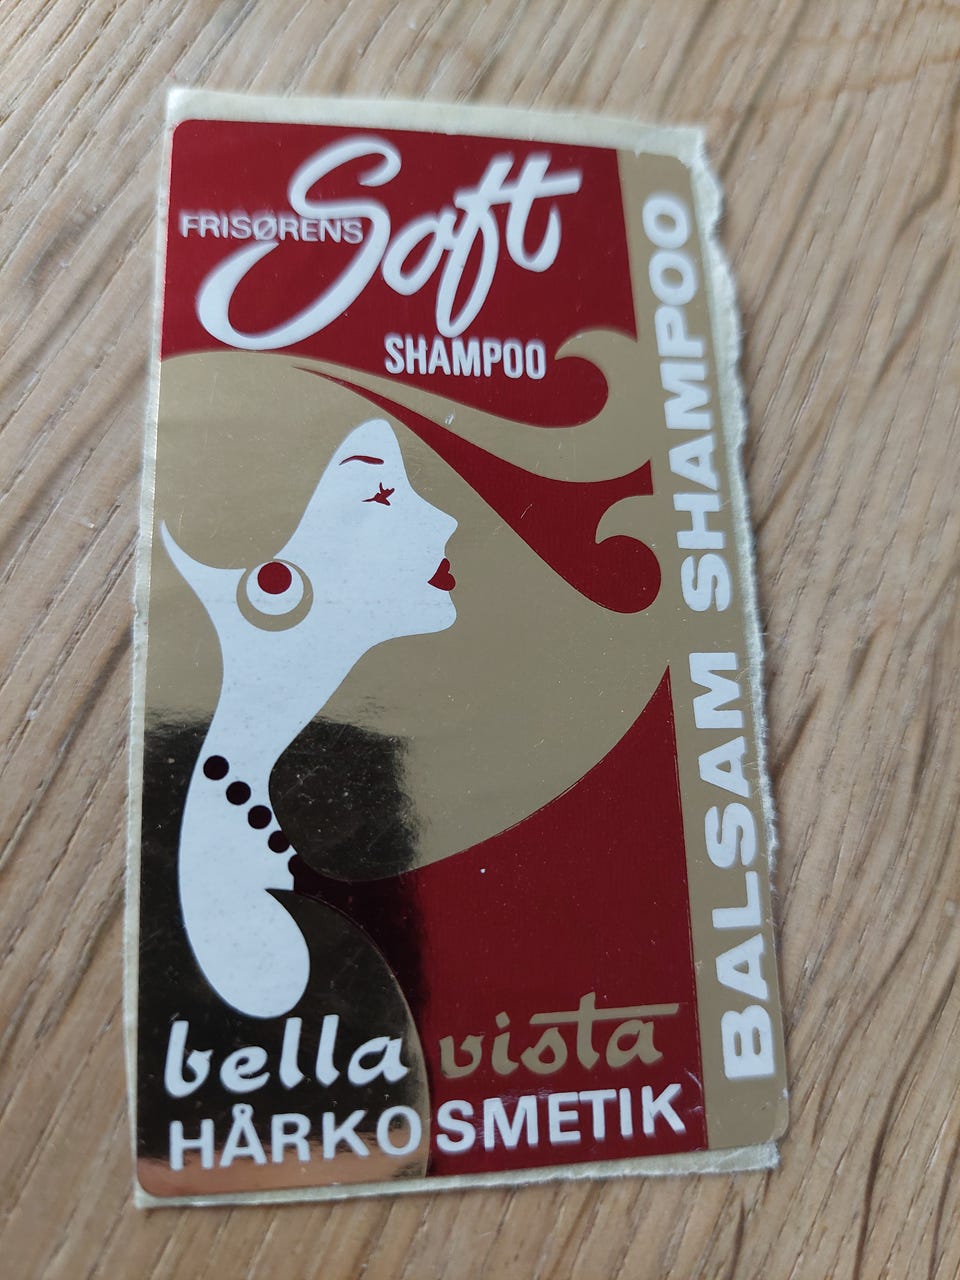 FRISØRENS Soft
SHAMPOO
BALSAM SHAMPOO
bella vista
HÅRKOSMETIK